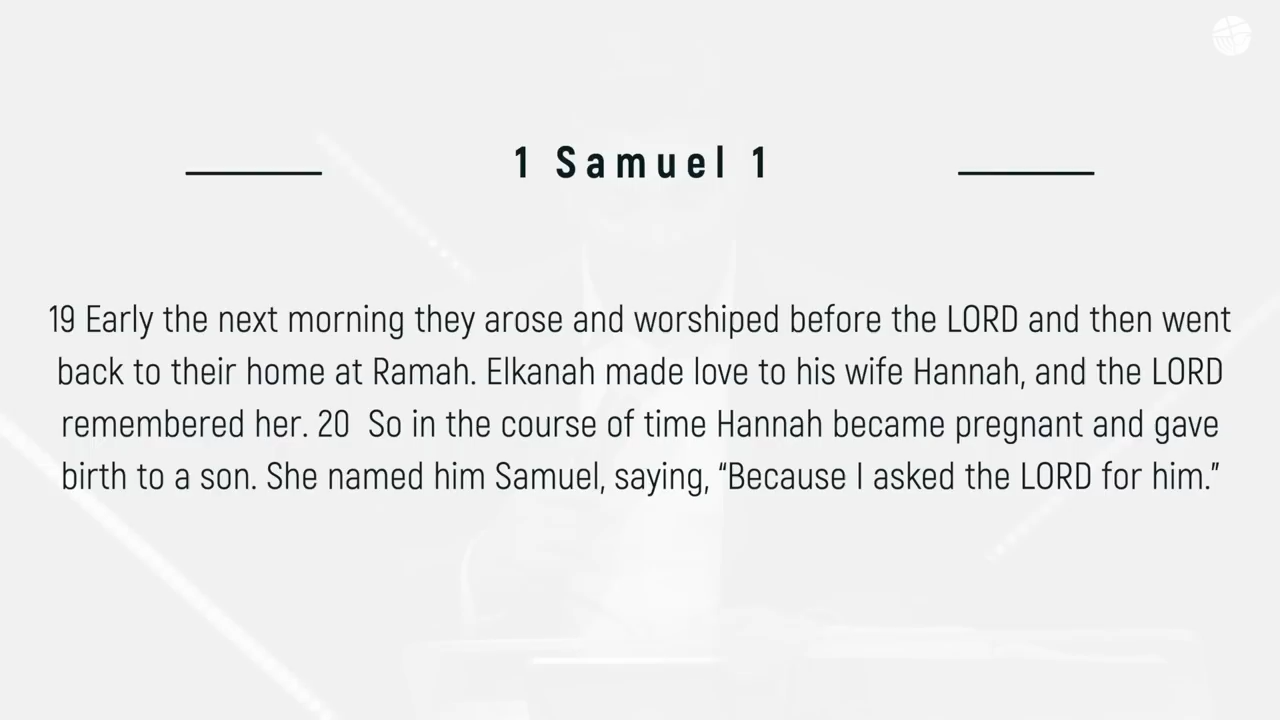 1 Samuel 1
19 Early the next morning they arose and worshiped before the LORD and then went
back to their home at Ramah. Elkanah made love to his wife Hannah, and the LORD
remembered her. 20  So in the course of time Hannah became pregnant and gave
birth to a son. She named him Samuel, saying, “Because I asked the LORD for him.”